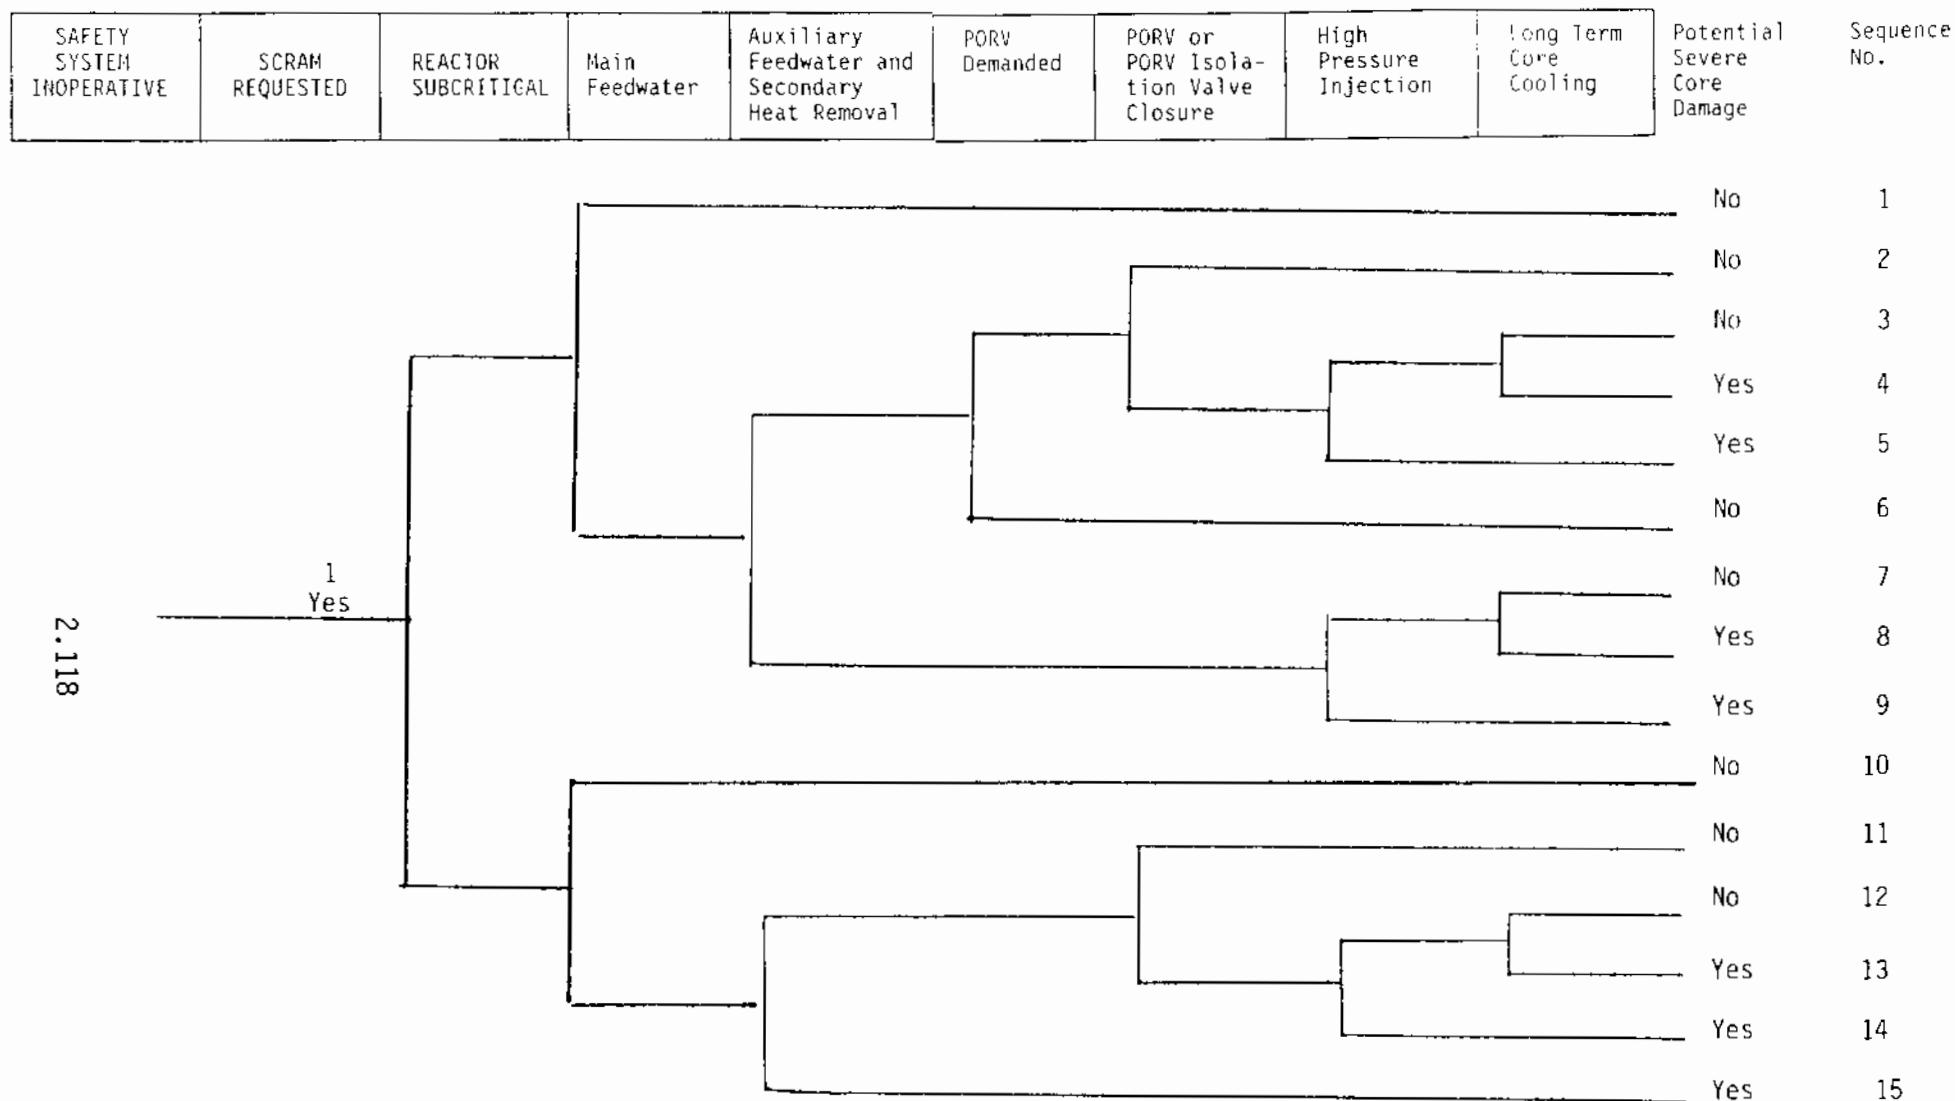 SAFETY
SYSTEM
INOPERATIVE
SCRAM
REQUESTED
REACTOR
SUBCRITICAL
Main
Feedwater
Auxiliary
Feedwater and
Secondary
Heat Removal
PORV
Demanded
PORV or
PORV Isola-
tion Valve
Closure
High
Pressure
Injection
Long Term
Core
Cooling
Potential
Severe
Core
Damage
Sequence
No.
No 1
No 2
No 3
Yes 4
Yes 5
No 6
1
Yes
No 7
Yes 8
Yes 9
No 10
No 11
No 12
Yes 13
Yes 14
Yes 15
2.118